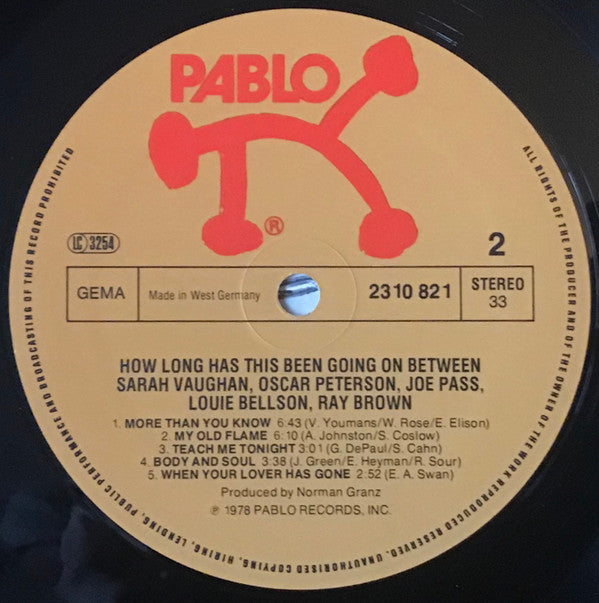 PABLO
®
LC 3254
2
GEMA
Made in West Germany
2310 821
STEREO
33
HOW LONG HAS THIS BEEN GOING ON BETWEEN
SARAH VAUGHAN, OSCAR PETERSON, JOE PASS,
LOUIE BELLSON, RAY BROWN
1. MORE THAN YOU KNOW 6:43 (V. Youmans/W. Rose/E. Elison)
2. MY OLD FLAME 6:10 (A. Johnston/S. Coslow)
3. TEACH ME TONIGHT 3:01 (G. DePaul/S. Cahn)
4. BODY AND SOUL 3:38 (J. Green/E. Heyman/R. Sour)
5. WHEN YOUR LOVER HAS GONE 2:52 (E. A. Swan)
Produced by Norman Granz
℗ 1978 PABLO RECORDS, INC.
ALL RIGHTS OF THE PRODUCER AND OF THE OWNER OF THE WORK REPRODUCED RESERVED. UNAUTHORISED COPYING, HIRING, LENDING, PUBLIC PERFORMANCE AND BROADCASTING OF THIS RECORD PROHIBITED